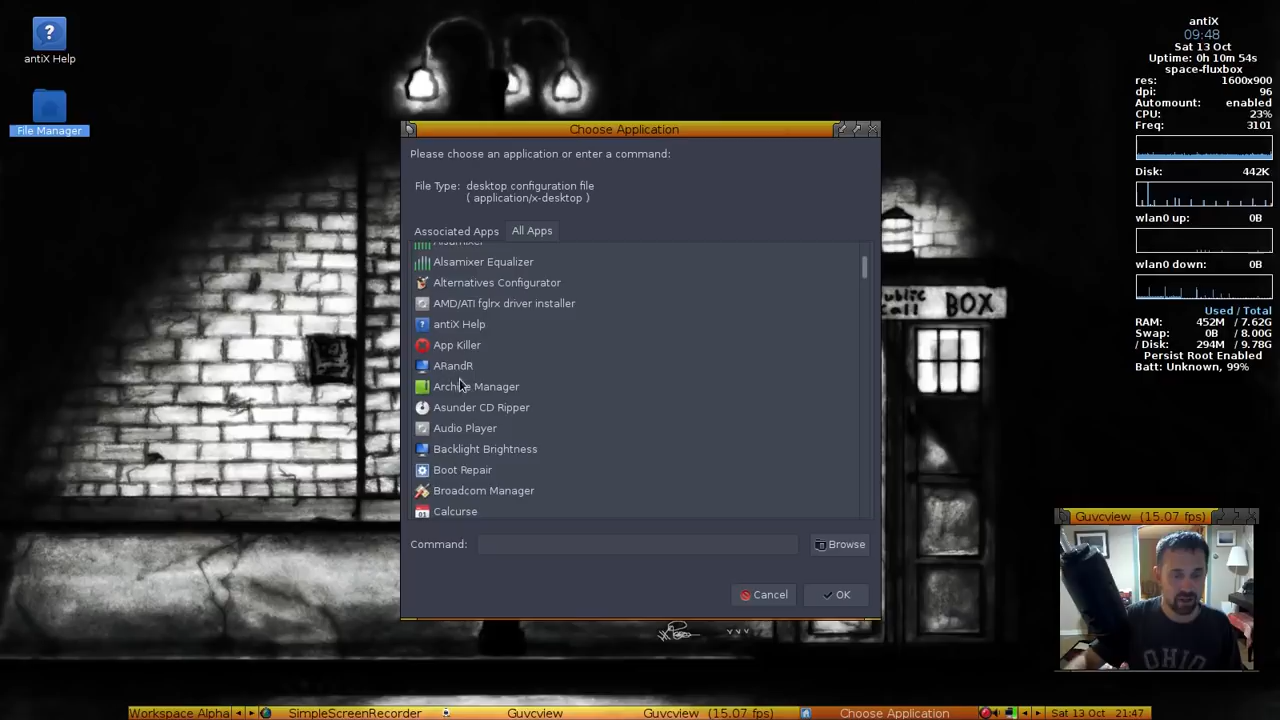 antiX Help
File Manager
antiX
09:48
Sat 13 Oct
Uptime: 0h 10m 54s
space-fluxbox
res: 1600x900
dpi: 96
Automount: enabled
CPU: 23%
Freq: 3101
Disk: 442K
wlan0 up: 0B
wlan0 down: 0B
Used / Total
RAM: 452M / 7.62G
Swap: 0B / 8.00G
/-Disk: 294M / 9.78G
Persist Root Enabled
Batt: Unknown, 99%
Choose Application
Please choose an application or enter a command:
File Type: desktop configuration file
( application/x-desktop )
Associated Apps All Apps
Alsamixer
Alsamixer Equalizer
Alternatives Configurator
AMD/ATI fglrx driver installer
antiX Help
App Killer
ARandR
Archive Manager
Asunder CD Ripper
Audio Player
Backlight Brightness
Boot Repair
Broadcom Manager
Calcurse
Command: Browse
Cancel OK
Public
Call BOX
Guvcview (15.07 fps)
OHIO
Workspace Alpha SimpleScreenRecorder Guvcview Guvcview (15.07 fps) Choose Application Sat 13 Oct 21:47